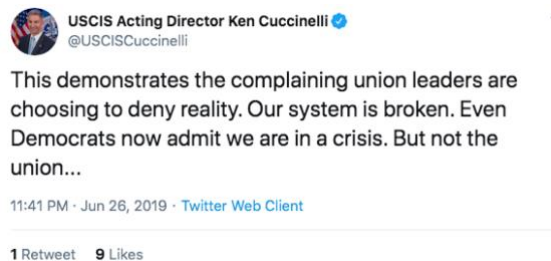 USCIS Acting Director Ken Cuccinelli
@USCISCuccinelli
This demonstrates the complaining union leaders are
choosing to deny reality. Our system is broken. Even
Democrats now admit we are in a crisis. But not the
union...
11:41 PM · Jun 26, 2019 · Twitter Web Client
1 Retweet 9 Likes